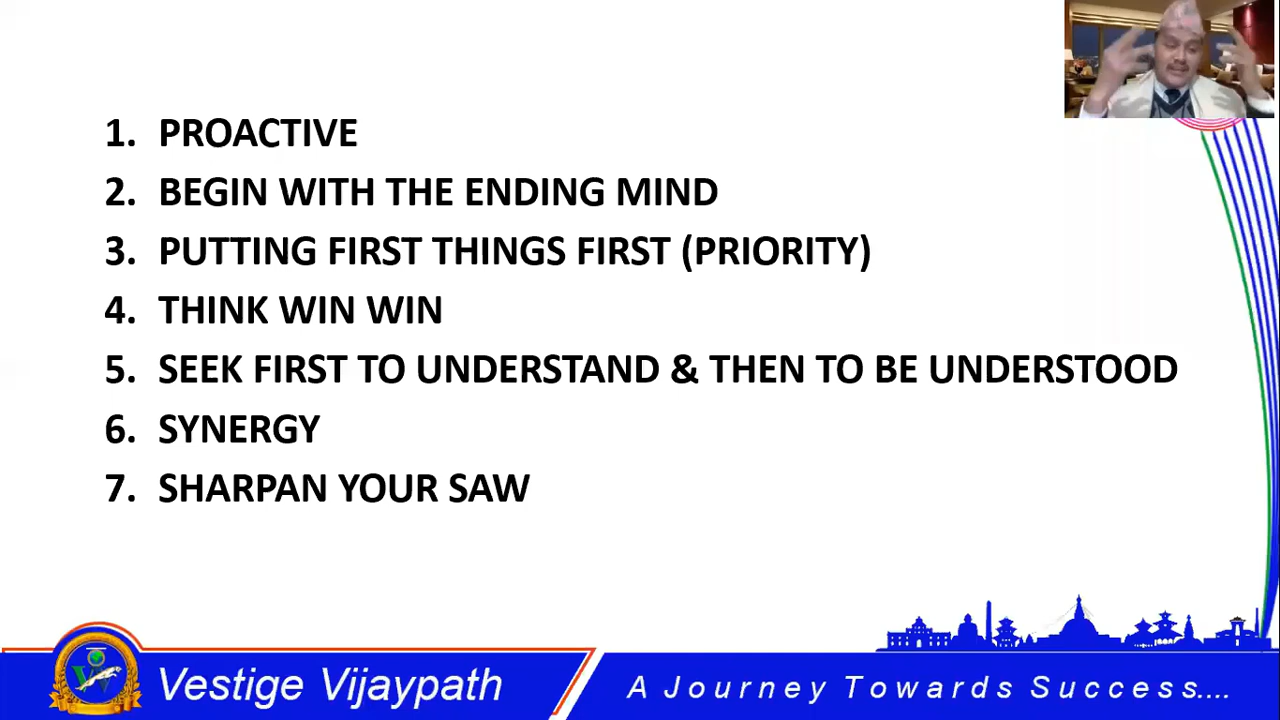 1. PROACTIVE
2. BEGIN WITH THE ENDING MIND
3. PUTTING FIRST THINGS FIRST (PRIORITY)
4. THINK WIN WIN
5. SEEK FIRST TO UNDERSTAND & THEN TO BE UNDERSTOOD
6. SYNERGY
7. SHARPAN YOUR SAW
Vestige Vijaypath
A Journey Towards Success....